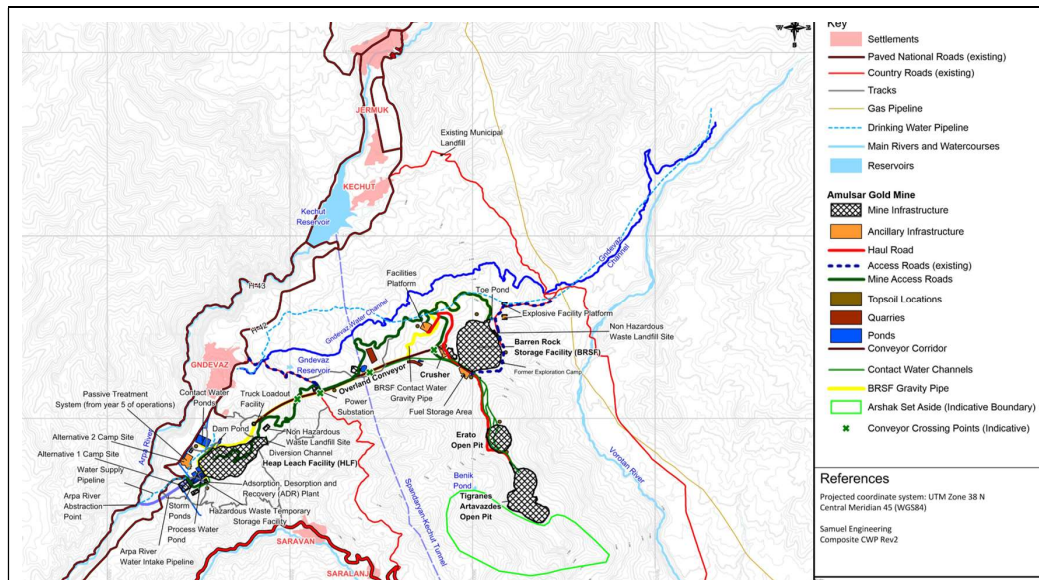 W
E
S
JERMUK
Existing Municipal
Landfill
KECHUT
Kechut
Reservoir
Gndevaz
Channel
H-43
Facilities
Platform
Toe Pond
H-42
Gndevaz Water Channel
Explosive Facility Platform
Non Hazardous
Waste Landfill Site
Barren Rock
Storage Facility (BRSF)
GNDEVAZ
Gndevaz
Reservoir
Overland Conveyor
Crusher
Former Exploration Camp
BRSF Contact Water
Gravity Pipe
Passive Treatment
System (from year 5 of operations)
Contact Water
Ponds
Truck Loadout
Facility
Power
Substation
Fuel Storage Area
Dam Pond
Alternative 2 Camp Site
Non Hazardous
Waste Landfill Site
Arpa River
Alternative 1 Camp Site
Diversion Channel
Heap Leach Facility (HLF)
Erato
Open Pit
Vorotan River
Water Supply
Pipeline
Adsorption, Desorption and
Recovery (ADR) Plant
Benik
Pond
Arpa River
Abstraction
Point
Storm
Ponds
Hazardous Waste Temporary
Storage Facility
Tigranes
Artavazdes
Open Pit
Process Water
Pond
Spandaryan-Kechut Tunnel
Arpa River
Water Intake Pipeline
SARAVAN
SARALANJ
Key
Settlements
Paved National Roads (existing)
Country Roads (existing)
Tracks
Gas Pipeline
Drinking Water Pipeline
Main Rivers and Watercourses
Reservoirs
Amulsar Gold Mine
Mine Infrastructure
Ancillary Infrastructure
Haul Road
Access Roads (existing)
Mine Access Roads
Topsoil Locations
Quarries
Ponds
Conveyor Corridor
Contact Water Channels
BRSF Gravity Pipe
Arshak Set Aside (Indicative Boundary)
Conveyor Crossing Points (Indicative)
References
Projected coordinate system: UTM Zone 38 N
Central Meridian 45 (WGS84)
Samuel Engineering
Composite CWP Rev2